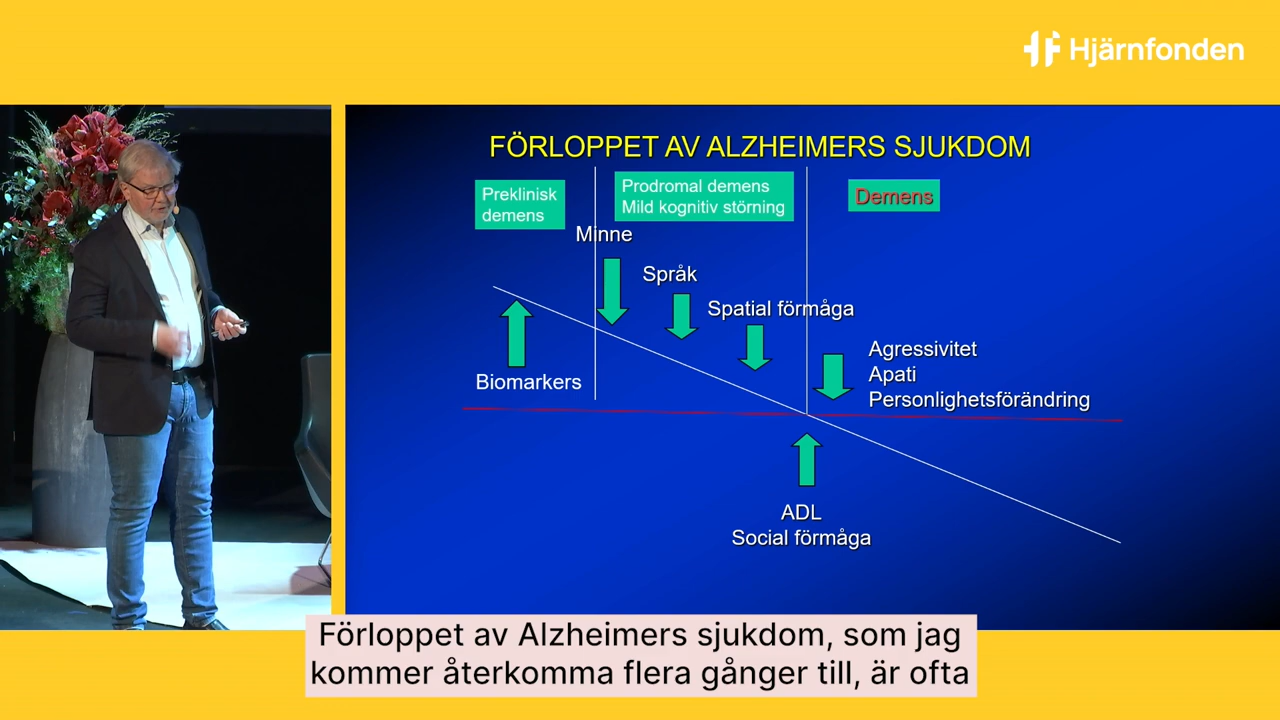 Hjärnfonden
FÖRLOPPET AV ALZHEIMERS SJUKDOM
Preklinisk
demens
Prodromal demens
Mild kognitiv störning
Demens
Minne
Språk
Spatial förmåga
Agressivitet
Apati
Personlighetsförändring
Biomarkers
ADL
Social förmåga
Förloppet av Alzheimers sjukdom, som jag
kommer återkomma flera gånger till, är ofta